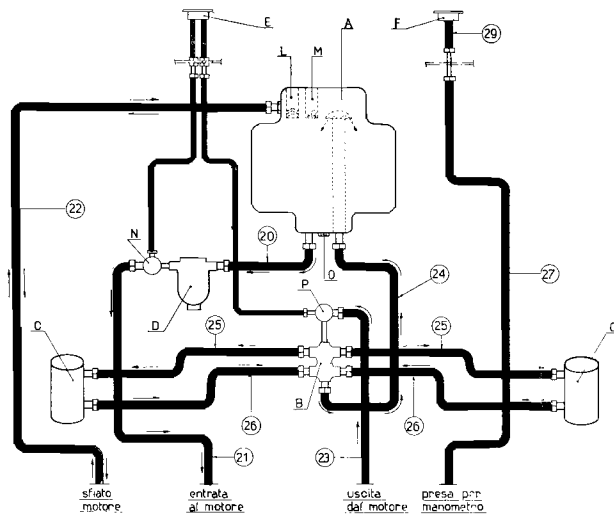 E
L
M
A
F
29
22
N
20
O
24
27
D
P
C
25
25
C
B
26
26
21
23
sfiato
motore
entrata
al motore
uscita
dal motore
presa per
manometro